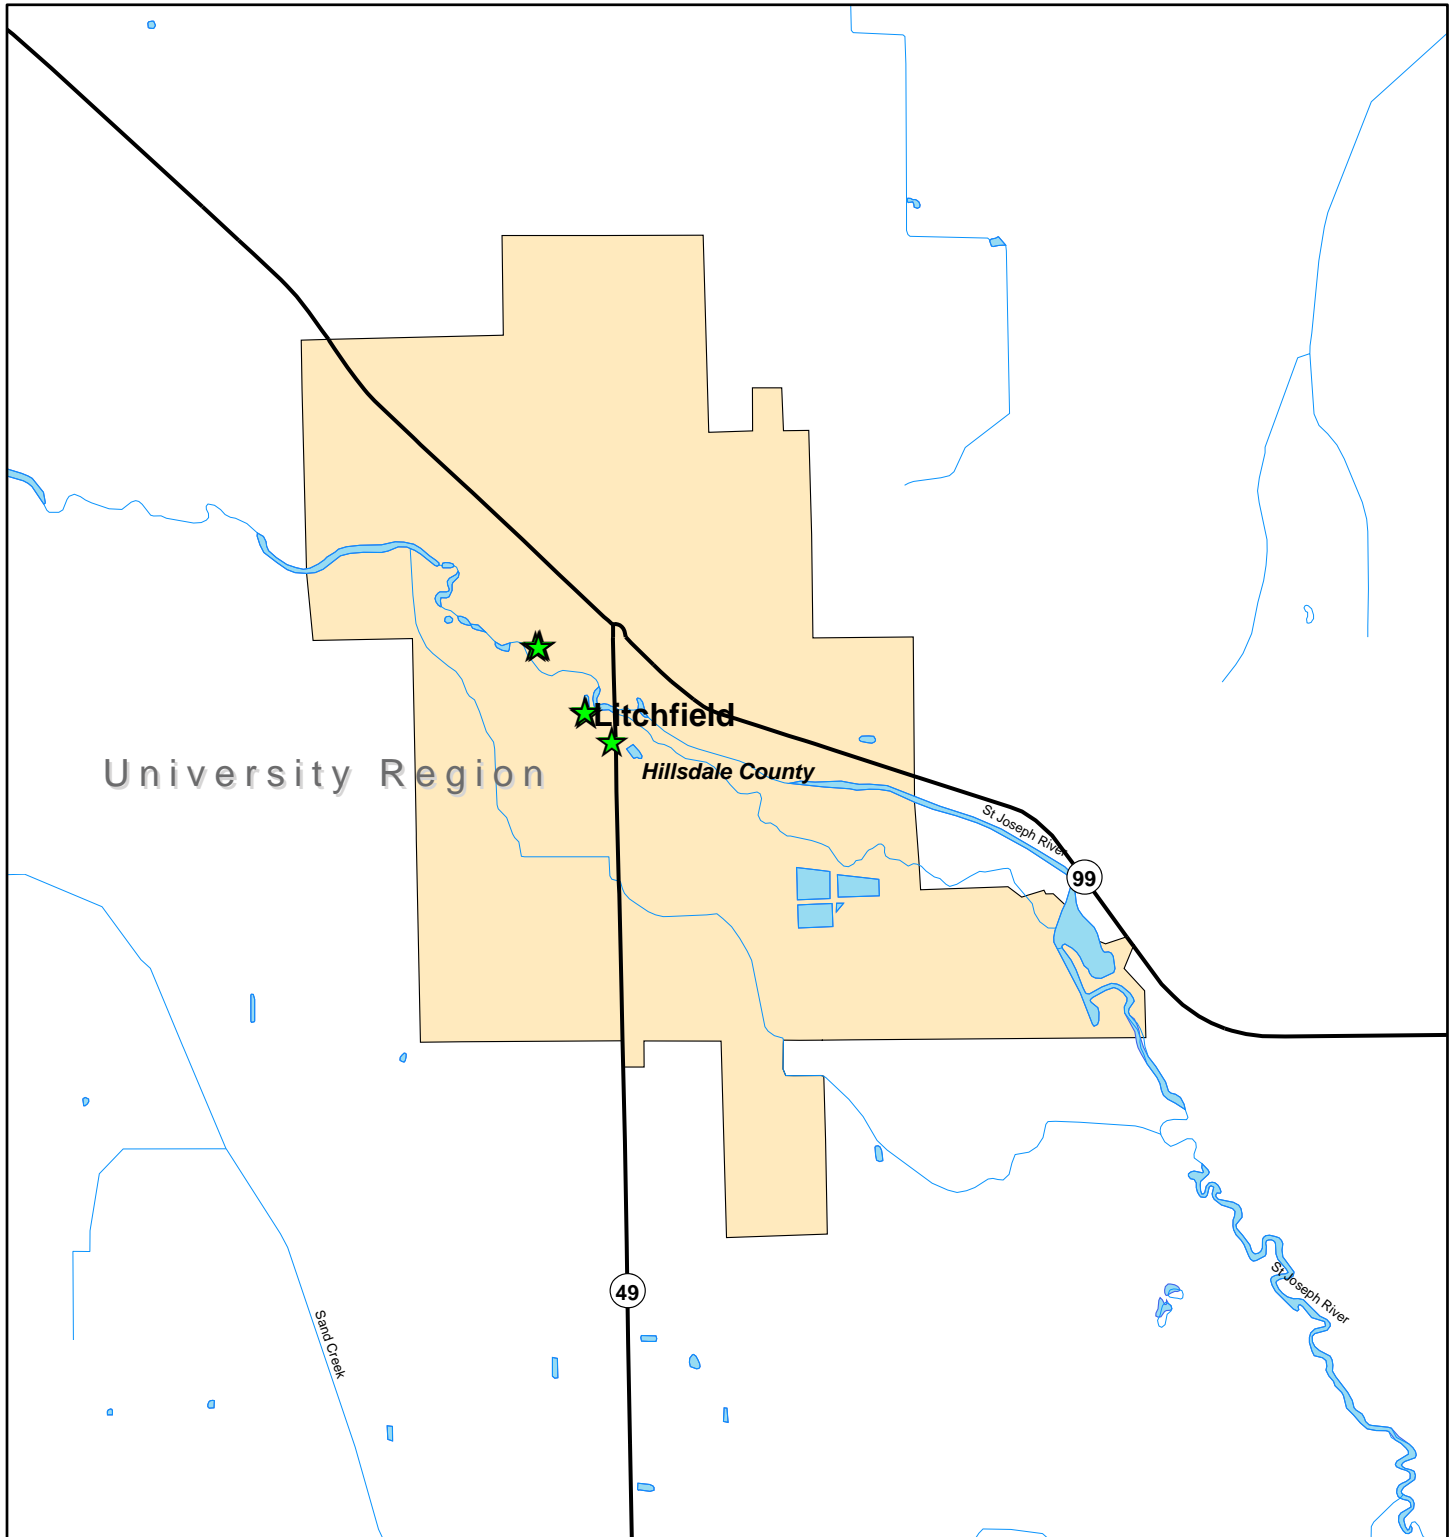 Litchfield
University Region
Hillsdale County
St Joseph River
99
St Joseph River
49
Sand Creek